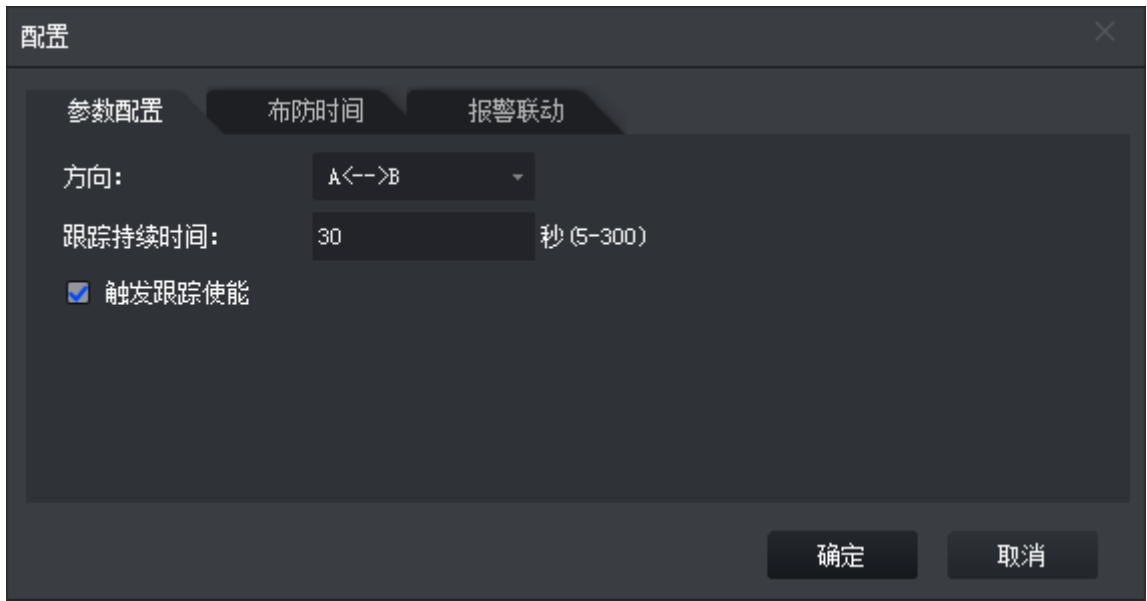 配置
参数配置 布防时间 报警联动
方向: A<-->B
跟踪持续时间: 30 秒(5-300)
触发跟踪使能
确定 取消